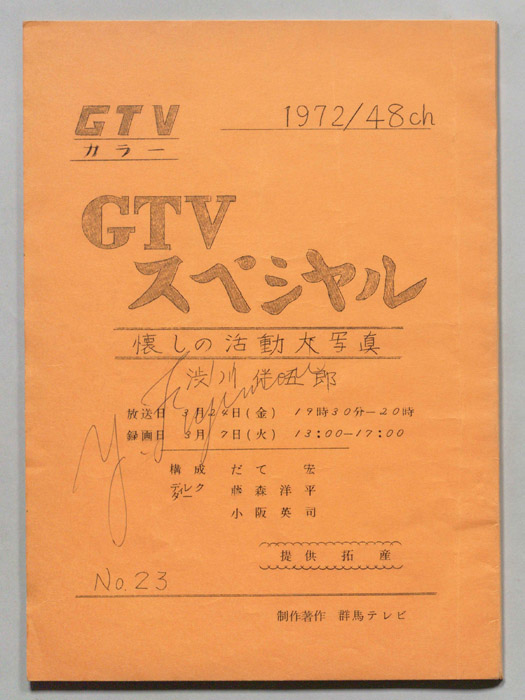 GTV
カラー
1972/48ch
GTV
スペシャル
懐しの活動大写真
渋川 伴五郎
放送日 3月24日(金) 19時30分－20時
録画日 3月 7日(火) 13:00－17:00
構成 だて 宏
ディレクター 藤森洋平
小阪英司
提供 拓産
No.23
制作著作 群馬テレビ